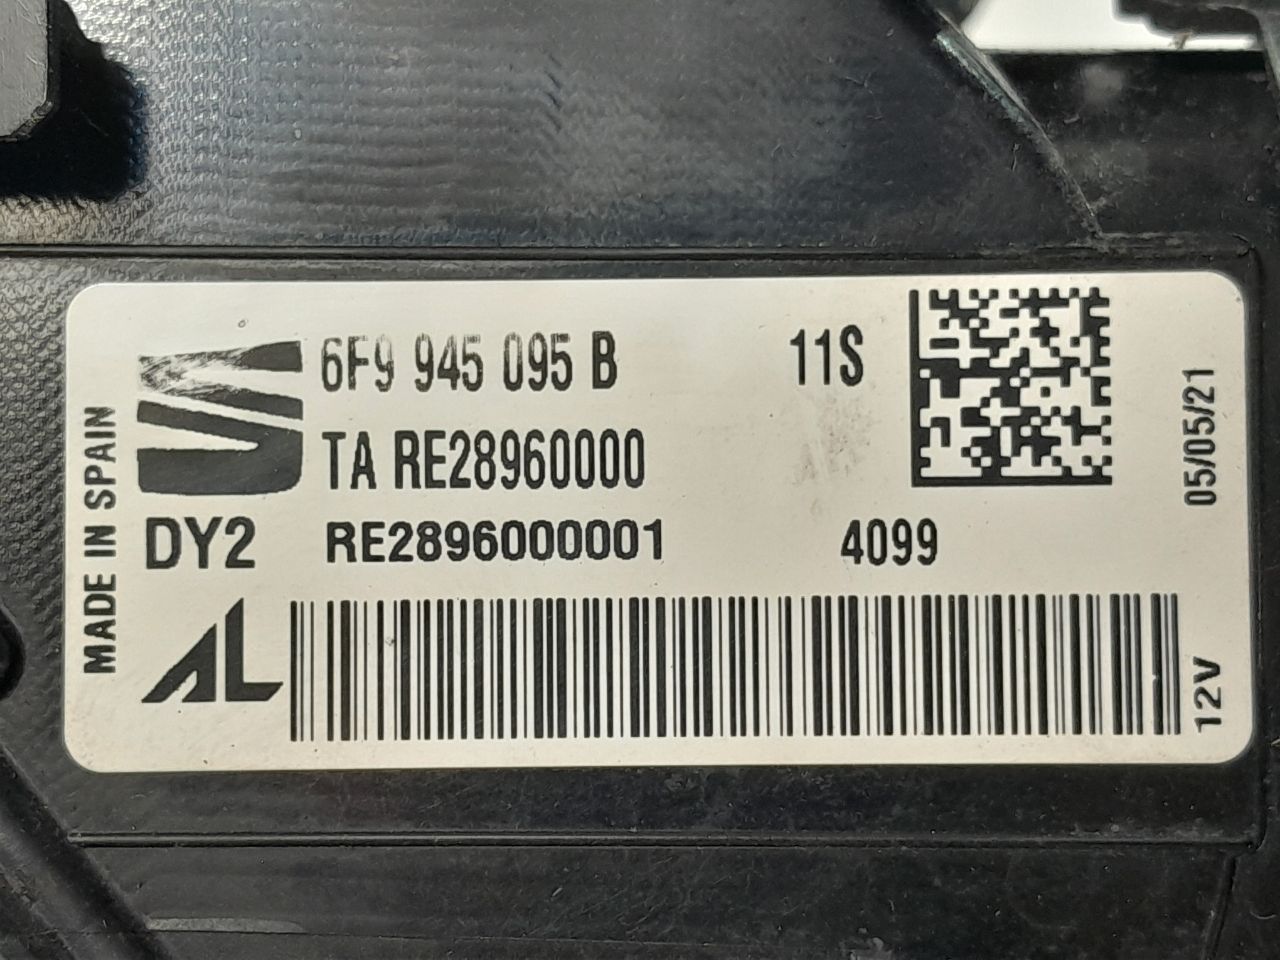 6F9 945 095 B 11S
TA RE28960000
DY2 RE2896000001 4099
AL
MADE IN SPAIN
05/05/21
12V